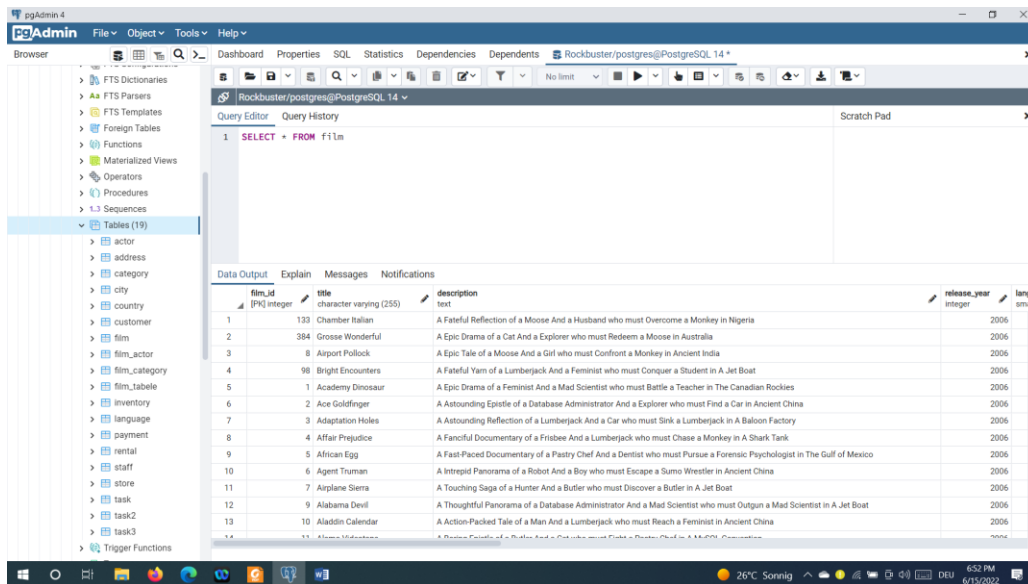 pgAdmin 4
pgAdmin File Object Tools Help
Browser
Dashboard Properties SQL Statistics Dependencies Dependents Rockbuster/postgres@PostgreSQL 14 *
FTS Dictionaries
Aa FTS Parsers
FTS Templates
Foreign Tables
Functions
Materialized Views
Operators
Procedures
1..3 Sequences
Tables (19)
actor
address
category
city
country
customer
film
film_actor
film_category
film_tabele
inventory
language
payment
rental
staff
store
task
task2
task3
Trigger Functions
No limit
Rockbuster/postgres@PostgreSQL 14
Query Editor Query History
Scratch Pad
1 SELECT * FROM film
Data Output Explain Messages Notifications
film_id title description release_year
[PK] integer character varying (255) text integer
1 133 Chamber Italian A Fateful Reflection of a Moose And a Husband who must Overcome a Monkey in Nigeria 2006
2 384 Grosse Wonderful A Epic Drama of a Cat And a Explorer who must Redeem a Moose in Australia 2006
3 8 Airport Pollock A Epic Tale of a Moose And a Girl who must Confront a Monkey in Ancient India 2006
4 98 Bright Encounters A Fateful Yarn of a Lumberjack And a Feminist who must Conquer a Student in A Jet Boat 2006
5 1 Academy Dinosaur A Epic Drama of a Feminist And a Mad Scientist who must Battle a Teacher in The Canadian Rockies 2006
6 2 Ace Goldfinger A Astounding Epistle of a Database Administrator And a Explorer who must Find a Car in Ancient China 2006
7 3 Adaptation Holes A Astounding Reflection of a Lumberjack And a Car who must Sink a Lumberjack in A Baloon Factory 2006
8 4 Affair Prejudice A Fanciful Documentary of a Frisbee And a Lumberjack who must Chase a Monkey in A Shark Tank 2006
9 5 African Egg A Fast-Paced Documentary of a Pastry Chef And a Dentist who must Pursue a Forensic Psychologist in The Gulf of Mexico 2006
10 6 Agent Truman A Intrepid Panorama of a Robot And a Boy who must Escape a Sumo Wrestler in Ancient China 2006
11 7 Airplane Sierra A Touching Saga of a Hunter And a Butler who must Discover a Butler in A Jet Boat 2006
12 9 Alabama Devil A Thoughtful Panorama of a Database Administrator And a Mad Scientist who must Outgun a Mad Scientist in A Jet Boat 2006
13 10 Aladdin Calendar A Action-Packed Tale of a Man And a Lumberjack who must Reach a Feminist in Ancient China 2006
26°C Sonnig DEU 6:52 PM
6/15/2022